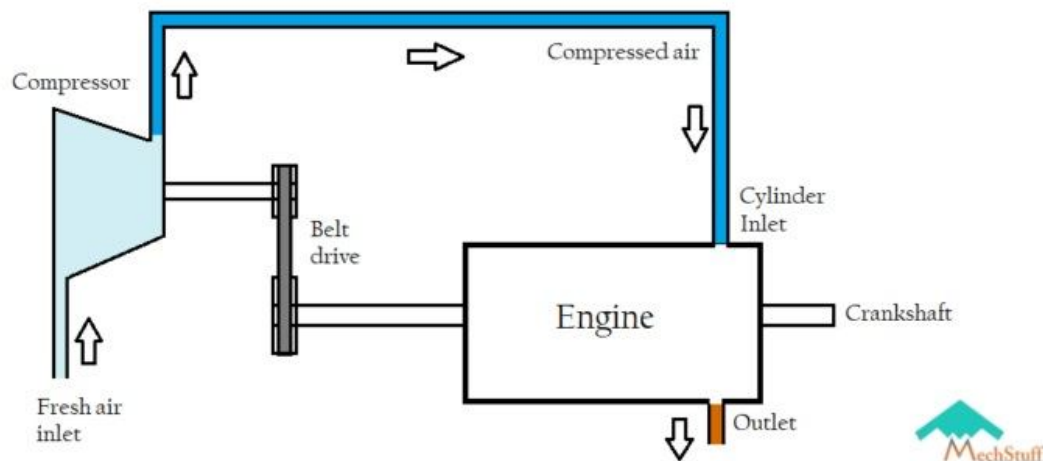 Compressed air
Compressor
Cylinder
Inlet
Belt
drive
Engine
Crankshaft
Fresh air
inlet
Outlet
MechStuff